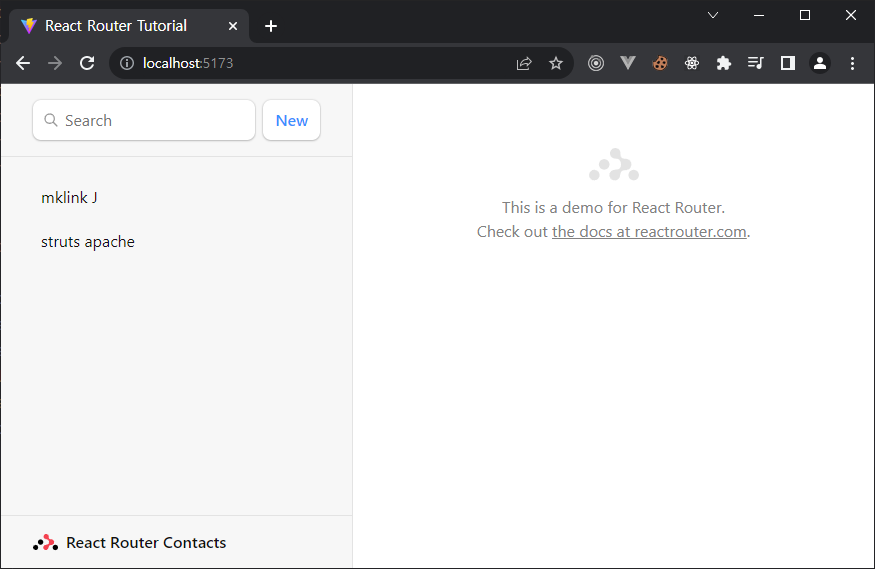 React Router Tutorial
localhost:5173
Search
New
mklink J
struts apache
This is a demo for React Router.
Check out the docs at reactrouter.com.
React Router Contacts